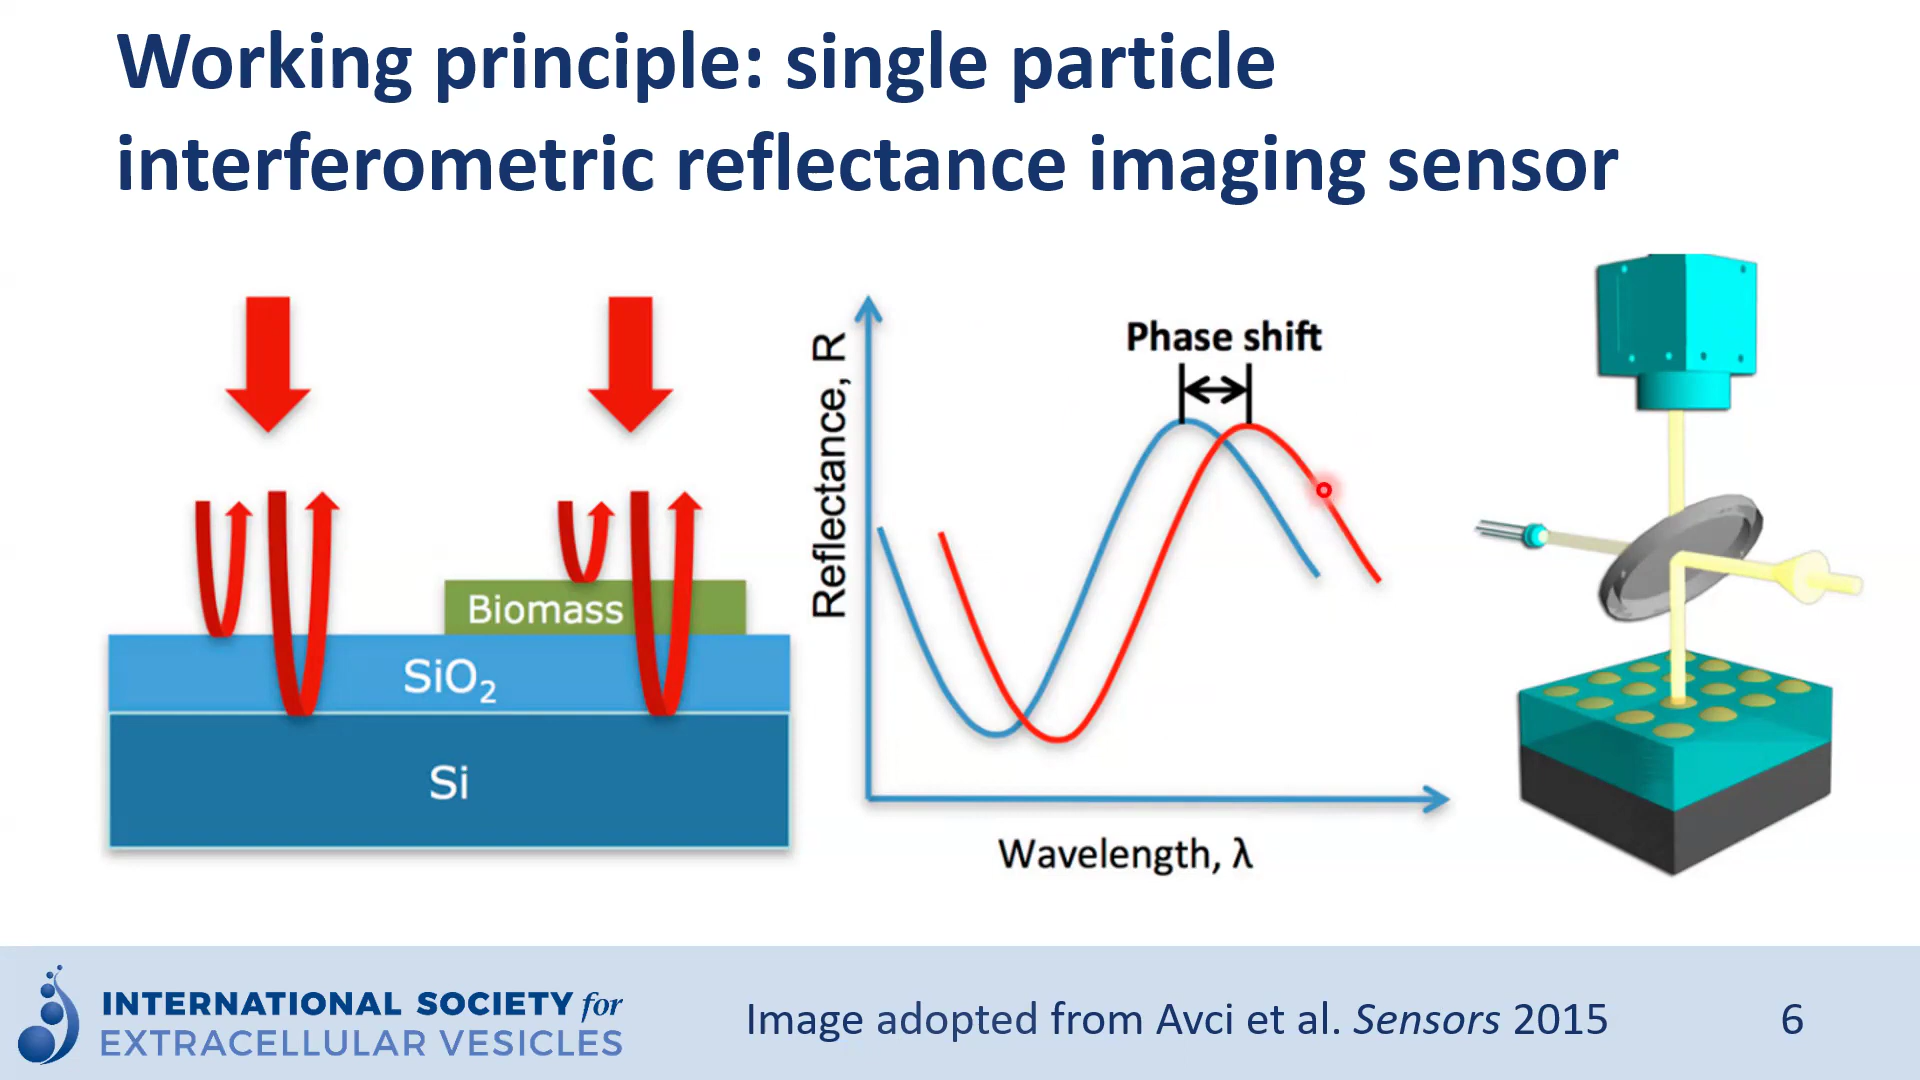 Working principle: single particle
interferometric reflectance imaging sensor
Biomass
SiO₂
Si
Phase shift
Reflectance, R
Wavelength, λ
INTERNATIONAL SOCIETY for
EXTRACELLULAR VESICLES
Image adopted from Avci et al. Sensors 2015
6